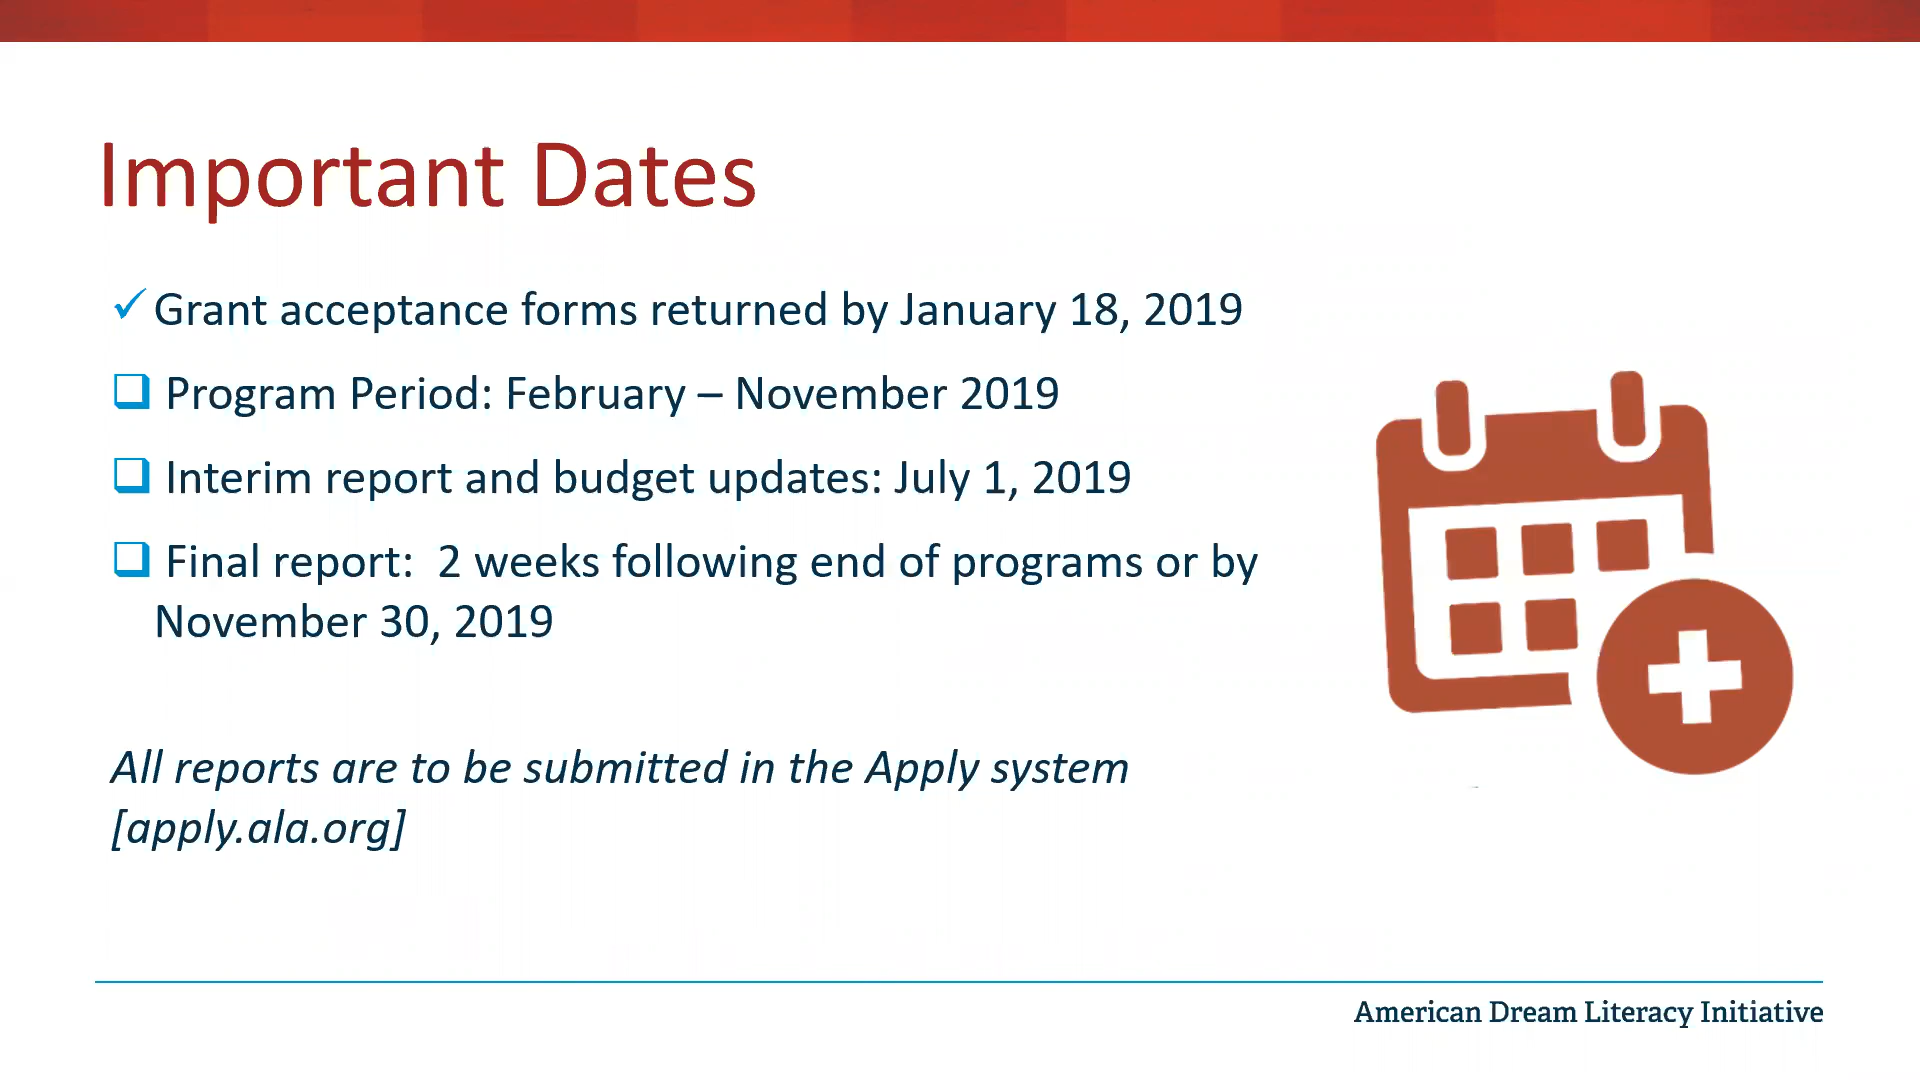 Important Dates
Grant acceptance forms returned by January 18, 2019
Program Period: February – November 2019
Interim report and budget updates: July 1, 2019
Final report:  2 weeks following end of programs or by
November 30, 2019
All reports are to be submitted in the Apply system
[apply.ala.org]
American Dream Literacy Initiative